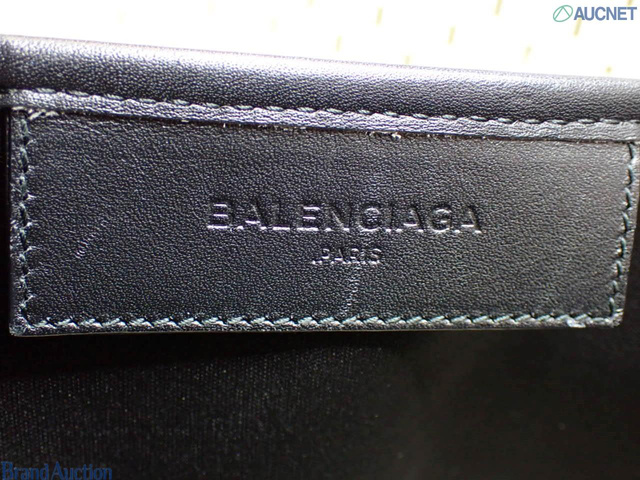 AUCNET
BALENCIAGA
.PARIS
Brand Auction